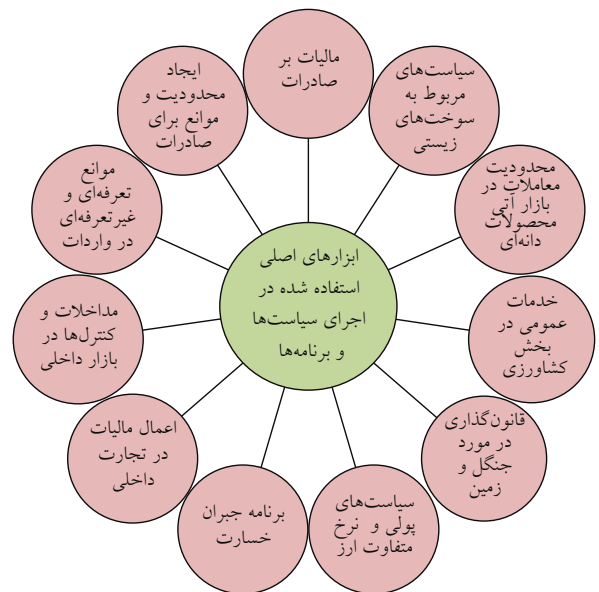 ابزارهای اصلی
استفاده شده در
اجرای سیاست‌ها
و برنامه‌ها
مالیات بر
صادرات
سیاست‌های
مربوط به
سوخت‌های
زیستی
محدودیت
معاملات در
بازار آتی
محصولات
دانه‌ای
خدمات
عمومی در
بخش
کشاورزی
قانون‌گذاری
در مورد
جنگل و
زمین
سیاست‌های
پولی و نرخ
متفاوت ارز
برنامه جبران
خسارت
اعمال مالیات
در تجارت
داخلی
مداخلات و
کنترل‌ها در
بازار داخلی
موانع
تعرفه‌ای و
غیرتعرفه‌ای
در واردات
ایجاد
محدودیت و
موانع برای
صادرات